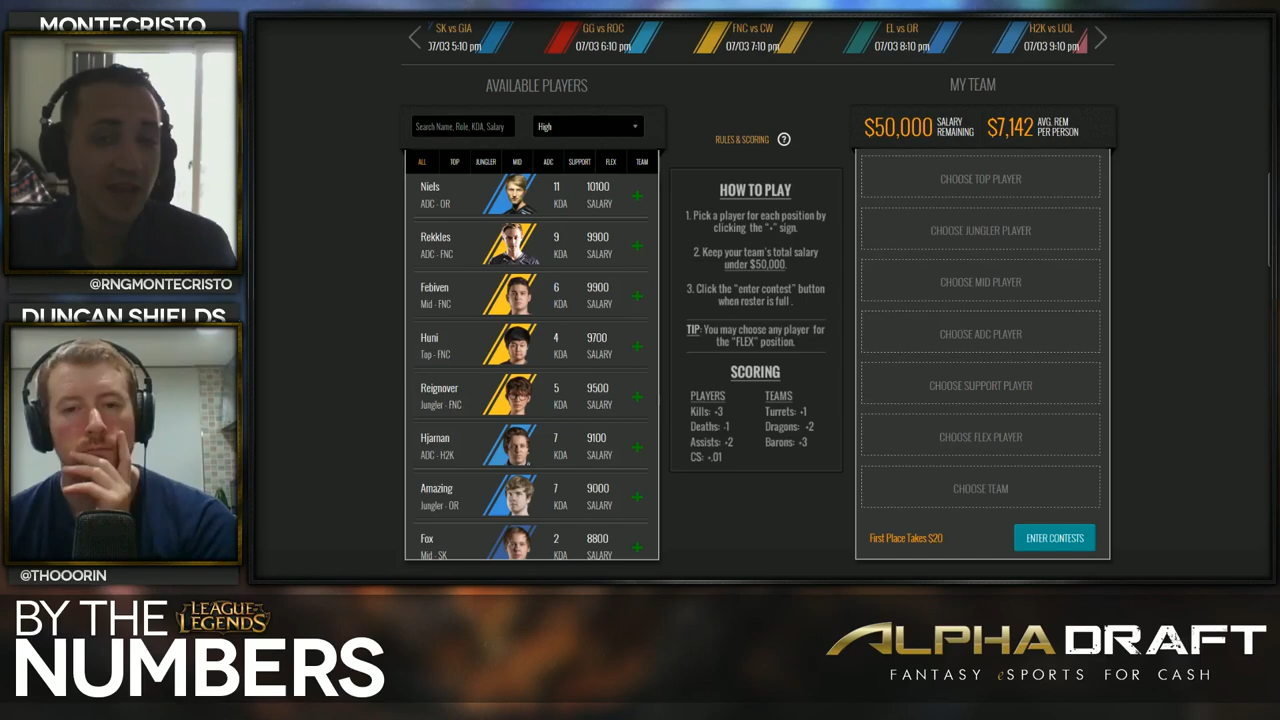 MONTECRISTO
@RNGMONTECRISTO
DUNCAN SHIELDS
@THOOORIN
SK vs GIA
07/03 5:10 pm
GG vs ROC
07/03 6:10 pm
FNC vs CW
07/03 7:10 pm
EL vs OR
07/03 8:10 pm
H2K vs UOL
07/03 9:10 pm
AVAILABLE PLAYERS
Search Name, Role, KDA, Salary
High
ALL TOP JUNGLER MID ADC SUPPORT FLEX TEAM
Niels 11 10100
ADC - OR KDA SALARY +
Rekkles 9 9900
ADC - FNC KDA SALARY +
Febiven 6 9900
Mid - FNC KDA SALARY +
Huni 4 9700
Top - FNC KDA SALARY +
Reignover 5 9500
Jungler - FNC KDA SALARY +
Hjarnan 7 9100
ADC - H2K KDA SALARY +
Amazing 7 9000
Jungler - OR KDA SALARY +
Fox 2 8800
Mid - SK KDA SALARY +
RULES & SCORING ?
HOW TO PLAY
1. Pick a player for each position by
clicking the "+" sign.
2. Keep your team's total salary
under $50,000.
3. Click the "enter contest" button
when roster is full .
TIP: You may choose any player for
the "FLEX" position.
SCORING
PLAYERS TEAMS
Kills: +3 Turrets: +1
Deaths: -1 Dragons: +2
Assists: +2 Barons: +3
CS: +.01
MY TEAM
$50,000 SALARY REMAINING $7,142 AVG. REM PER PERSON
CHOOSE TOP PLAYER
CHOOSE JUNGLER PLAYER
CHOOSE MID PLAYER
CHOOSE ADC PLAYER
CHOOSE SUPPORT PLAYER
CHOOSE FLEX PLAYER
CHOOSE TEAM
First Place Takes $20
ENTER CONTESTS
BY THE
LEAGUE OF
LEGENDS
NUMBERS
ALPHADRAFT
FANTASY eSPORTS FOR CASH